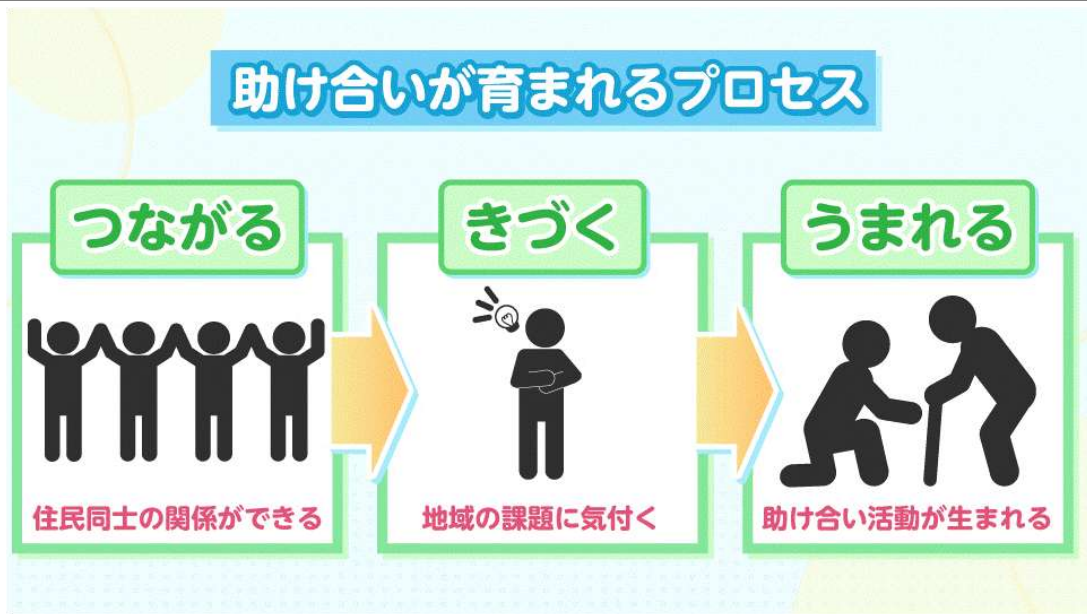 助け合いが育まれるプロセス
つながる
住民同士の関係ができる
きづく
地域の課題に気付く
うまれる
助け合い活動が生まれる